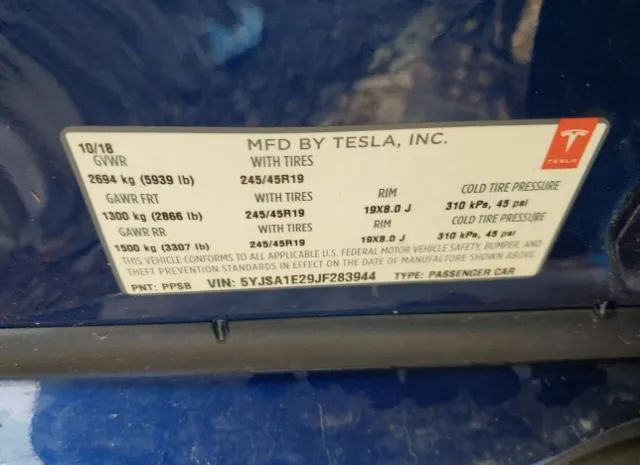 10/18 MFD BY TESLA, INC.
GVWR WITH TIRES
2694 kg (5939 lb) 245/45R19
GAWR FRT WITH TIRES RIM COLD TIRE PRESSURE
1300 kg (2866 lb) 245/45R19 19X8.0 J 310 kPa, 45 psi
GAWR RR WITH TIRES RIM COLD TIRE PRESSURE
1500 kg (3307 lb) 245/45R19 19X8.0 J 310 kPa, 45 psi
THIS VEHICLE CONFORMS TO ALL APPLICABLE U.S. FEDERAL MOTOR VEHICLE SAFETY, BUMPER, AND
THEFT PREVENTION STANDARDS IN EFFECT ON THE DATE OF MANUFACTURE SHOWN ABOVE.
PNT: PPSB VIN: 5YJSA1E29JF283944 TYPE: PASSENGER CAR
TESLA